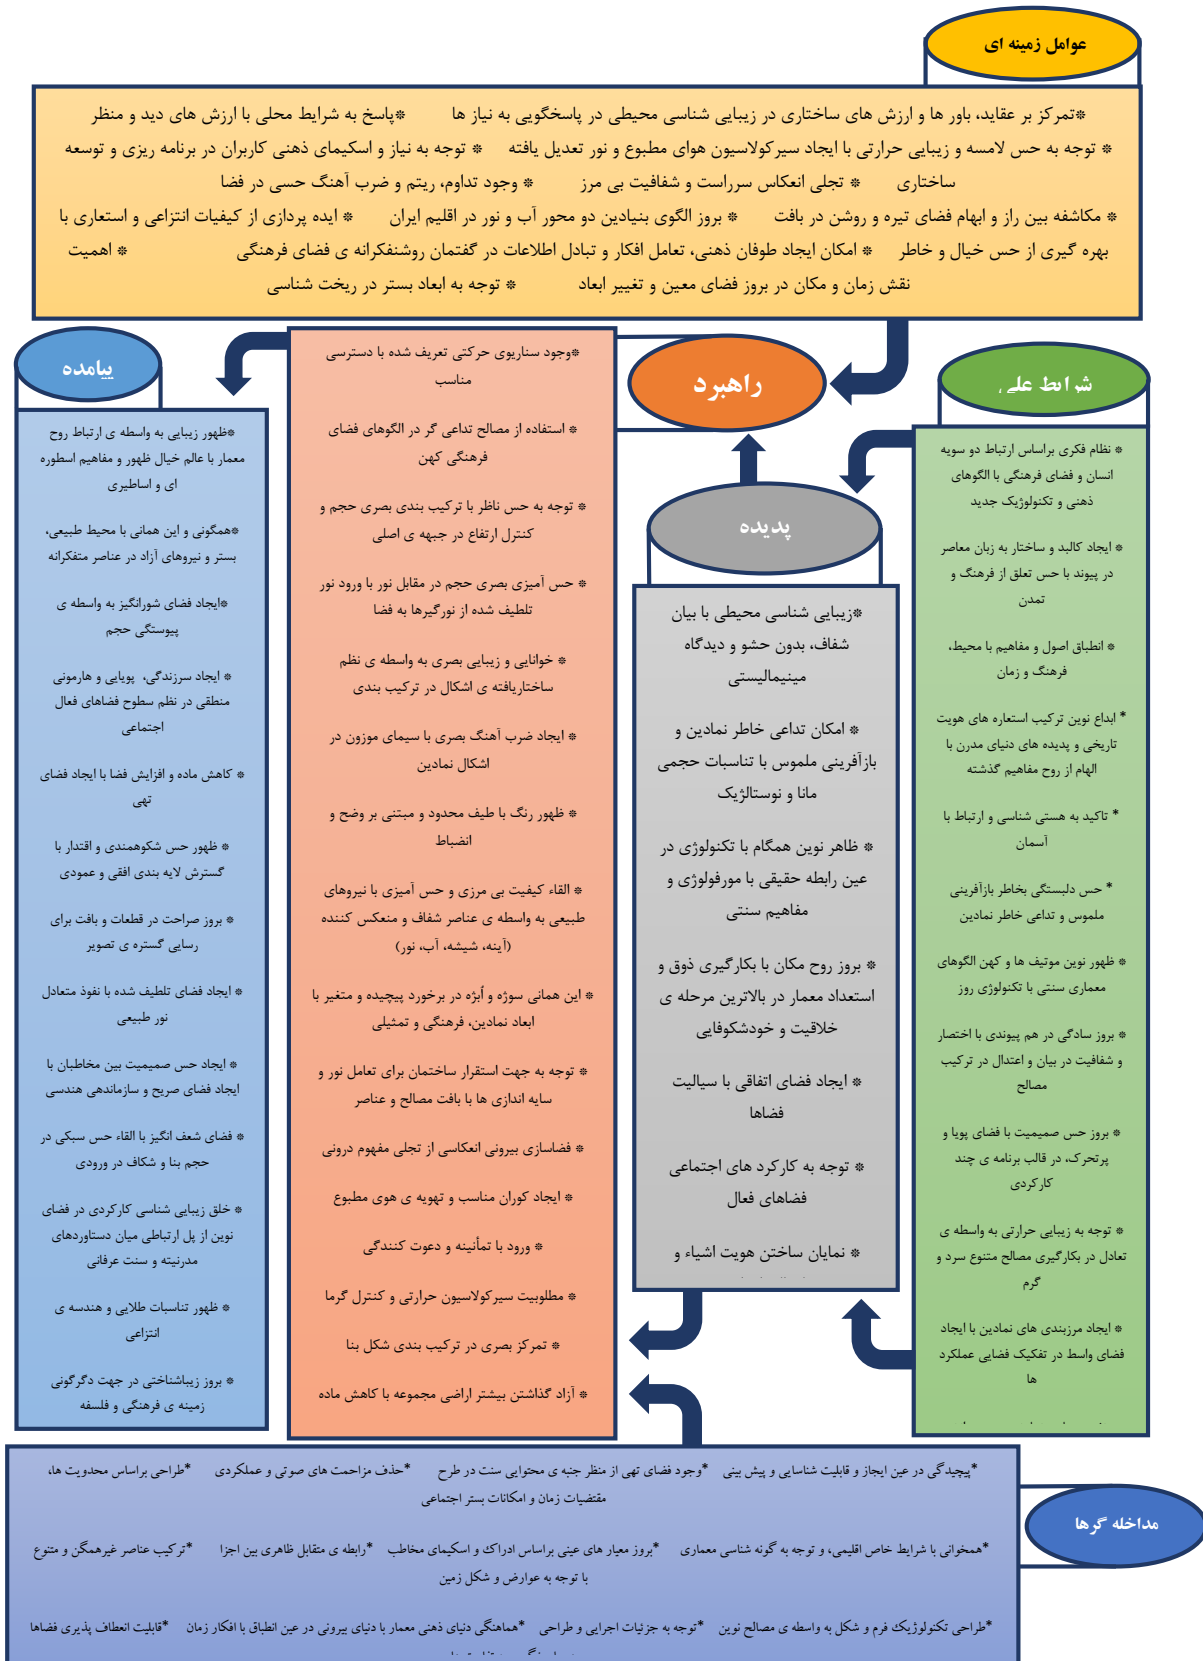 عوامل زمینه ای
*تمرکز بر عقاید، باور ها و ارزش های ساختاری در زیبایی شناسی محیطی در پاسخگویی به نیاز ها *پاسخ به شرایط محلی با ارزش های دید و منظر
* توجه به حس لامسه و زیبایی حرارتی با ایجاد سیرکولاسیون هوای مطبوع و نور تعدیل یافته * توجه به نیاز و اسکیمای ذهنی کاربران در برنامه ریزی و توسعه
ساختاری * تجلی انعکاس سرراست و شفافیت بی مرز * وجود تداوم، ریتم و ضرب آهنگ حسی در فضا
* مکاشفه بین راز و ابهام فضای تیره و روشن در بافت * بروز الگوی بنیادین دو محور آب و نور در اقلیم ایران * ایده پردازی از کیفیات انتزاعی و استعاری با
بهره گیری از حس خیال و خاطر * امکان ایجاد طوفان ذهنی، تعامل افکار و تبادل اطلاعات در گفتمان روشنفکرانه ی فضای فرهنگی * اهمیت
نقش زمان و مکان در بروز فضای معین و تغییر ابعاد * توجه به ابعاد بستر در ریخت شناسی
شرایط علی
* نظام فکری براساس ارتباط دو سویه
انسان و فضای فرهنگی با الگوهای
ذهنی و تکنولوژیک جدید
* ایجاد کالبد و ساختار به زبان معاصر
در پیوند با حس تعلق از فرهنگ و
تمدن
* انطباق اصول و مفاهیم با محیط،
فرهنگ و زمان
* ابداع نوین ترکیب استعاره های هویت
تاریخی و پدیده های دنیای مدرن با
الهام از روح مفاهیم گذشته
* تاکید به هستی شناسی و ارتباط با
آسمان
* حس دلبستگی بخاطر بازآفرینی
ملموس و تداعی خاطر نمادین
* ظهور نوین موتیف ها و کهن الگوهای
معماری سنتی با تکنولوژی روز
* بروز سادگی در هم پیوندی با اختصار
و شفافیت در بیان و اعتدال در ترکیب
مصالح
* بروز حس صمیمیت با فضای پویا و
پرتحرک، در قالب برنامه ی چند
کارکردی
* توجه به زیبایی حرارتی به واسطه ی
تعادل در بکارگیری مصالح متنوع سرد و
گرم
* ایجاد مرزبندی های نمادین با ایجاد
فضای واسط در تفکیک فضایی عملکرد
ها
راهبرد
پدیده
*زیبایی شناسی محیطی با بیان
شفاف، بدون حشو و دیدگاه
مینیمالیستی
* امکان تداعی خاطر نمادین و
بازآفرینی ملموس با تناسبات حجمی
مانا و نوستالژیک
* ظاهر نوین همگام با تکنولوژی در
عین رابطه حقیقی با مورفولوژی و
مفاهیم سنتی
* بروز روح مکان با بکارگیری ذوق و
استعداد معمار در بالاترین مرحله ی
خلاقیت و خودشکوفایی
* ایجاد فضای اتفاقی با سیالیت
فضاها
* توجه به کارکرد های اجتماعی
فضاهای فعال
* نمایان ساختن هویت اشیاء و
*وجود سناریوی حرکتی تعریف شده با دسترسی
مناسب
* استفاده از مصالح تداعی گر در الگوهای فضای
فرهنگی کهن
* توجه به حس ناظر با ترکیب بندی بصری حجم و
کنترل ارتفاع در جبهه ی اصلی
* حس آمیزی بصری حجم در مقابل نور با ورود نور
تلطیف شده از نورگیرها به فضا
* خوانایی و زیبایی بصری به واسطه ی نظم
ساختاریافته ی اشکال در ترکیب بندی
* ایجاد ضرب آهنگ بصری با سیمای موزون در
اشکال نمادین
* ظهور رنگ با طیف محدود و مبتنی بر وضح و
انضباط
* القاء کیفیت بی مرزی و حس آمیزی با نیروهای
طبیعی به واسطه ی عناصر شفاف و منعکس کننده
(آینه، شیشه، آب، نور)
* این همانی سوژه و اُبژه در برخورد پیچیده و متغیر با
ابعاد نمادین، فرهنگی و تمثیلی
* توجه به جهت استقرار ساختمان برای تعامل نور و
سایه اندازی ها با بافت مصالح و عناصر
* فضاسازی بیرونی انعکاسی از تجلی مفهوم درونی
* ایجاد کوران مناسب و تهویه ی هوی مطبوع
* ورود با تمأنینه و دعوت کنندگی
* مطلوبیت سیرکولاسیون حرارتی و کنترل گرما
* تمرکز بصری در ترکیب بندی شکل بنا
* آزاد گذاشتن بیشتر اراضی مجموعه با کاهش ماده
پیامده
*ظهور زیبایی به واسطه ی ارتباط روح
معمار با عالم خیال ظهور و مفاهیم اسطوره
ای و اساطیری
*همگونی و این همانی با محیط طبیعی،
بستر و نیروهای آزاد در عناصر متفکرانه
*ایجاد فضای شورانگیز به واسطه ی
پیوستگی حجم
* ایجاد سرزندگی، پویایی و هارمونی
منطقی در نظم سطوح فضاهای فعال
اجتماعی
* کاهش ماده و افزایش فضا با ایجاد فضای
تهی
* ظهور حس شکوهمندی و اقتدار با
گسترش لایه بندی افقی و عمودی
* بروز صراحت در قطعات و بافت برای
رسایی گستره ی تصویر
* ایجاد فضای تلطیف شده با نفوذ متعادل
نور طبیعی
* ایجاد حس صمیمیت بین مخاطبان با
ایجاد فضای صریح و سازماندهی هندسی
* فضای شعف انگیز با القاء حس سبکی در
حجم بنا و شکاف در ورودی
* خلق زیبایی شناسی کارکردی در فضای
نوین از پل ارتباطی میان دستاوردهای
مدرنیته و سنت عرفانی
* ظهور تناسبات طلایی و هندسه ی
انتزاعی
* بروز زیباشناختی در جهت دگرگونی
زمینه ی فرهنگی و فلسفه
مداخله گرها
*پیچیدگی در عین ایجاز و قابلیت شناسایی و پیش بینی *وجود فضای تهی از منظر جنبه ی محتوایی سنت در طرح *حذف مزاحمت های صوتی و عملکردی *طراحی براساس محدویت ها،
مقتضیات زمان و امکانات بستر اجتماعی
*همخوانی با شرایط خاص اقلیمی، و توجه به گونه شناسی معماری *بروز معیار های عینی براساس ادراک و اسکیمای مخاطب *رابطه ی متقابل ظاهری بین اجزا *ترکیب عناصر غیرهمگن و متنوع
با توجه به عوارض و شکل زمین
*طراحی تکنولوژیک فرم و شکل به واسطه ی مصالح نوین *توجه به جزئیات اجرایی و طراحی *هماهنگی دنیای ذهنی معمار با دنیای بیرونی در عین انطباق با افکار زمان *قابلیت انعطاف پذیری فضاها